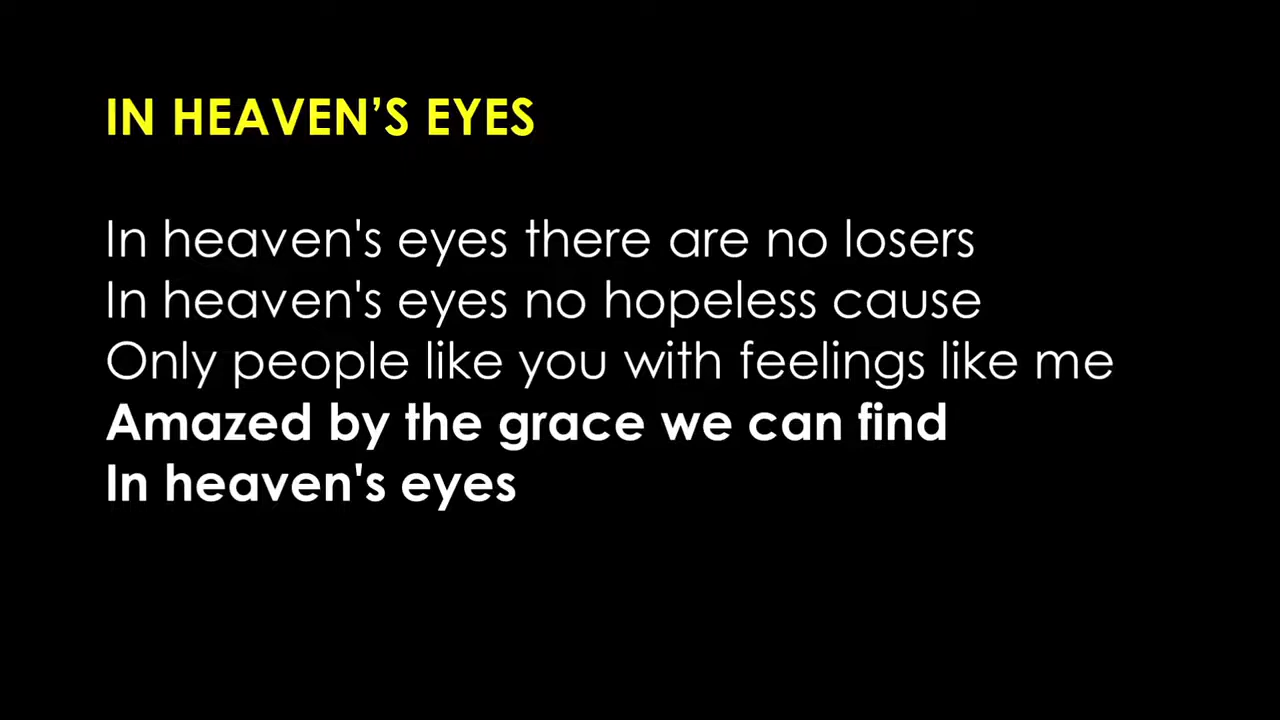 IN HEAVEN’S EYES
In heaven's eyes there are no losers
In heaven's eyes no hopeless cause
Only people like you with feelings like me
Amazed by the grace we can find
In heaven's eyes